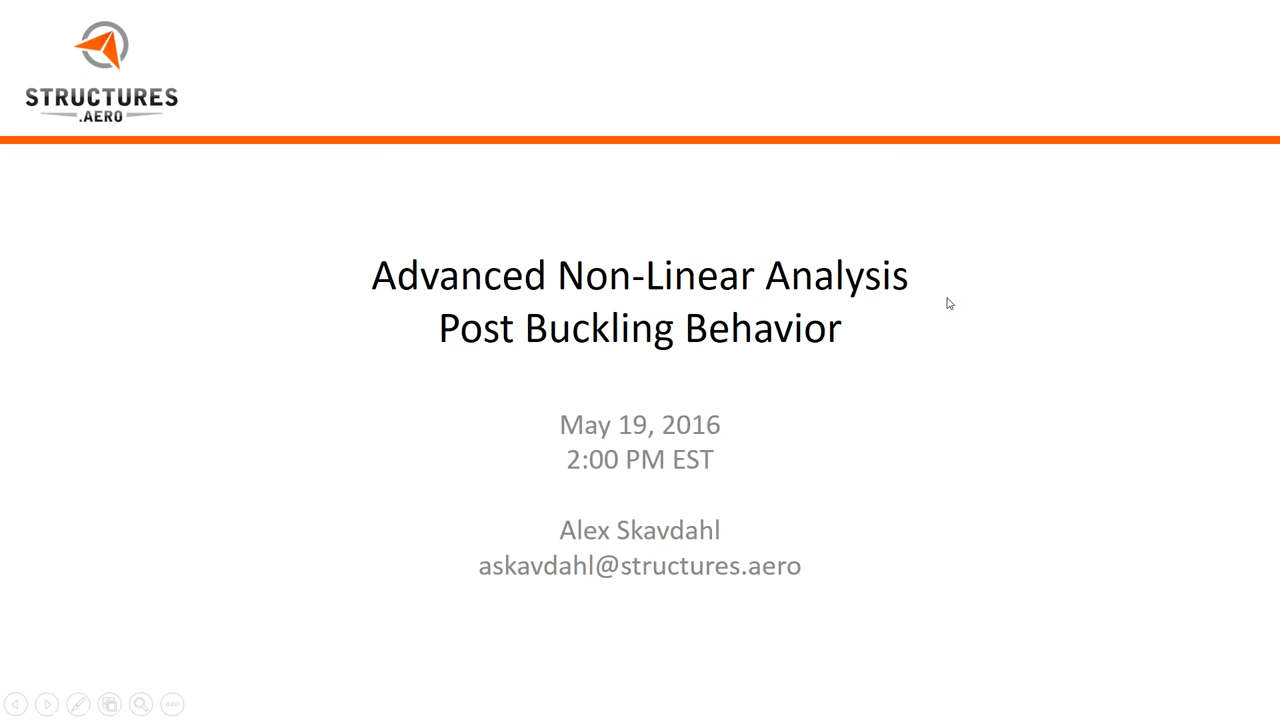 STRUCTURES
.AERO
Advanced Non-Linear Analysis
Post Buckling Behavior
May 19, 2016
2:00 PM EST
Alex Skavdahl
askavdahl@structures.aero